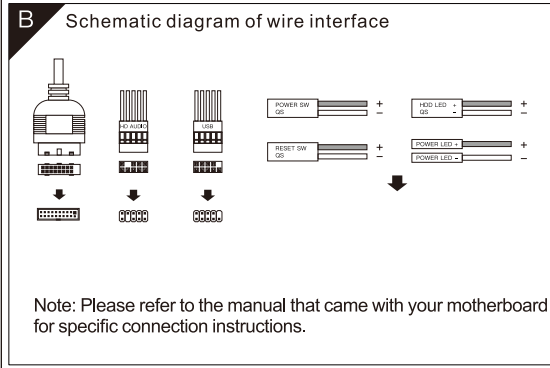 B Schematic diagram of wire interface
HD AUDIO
USB
POWER SW
QS
+
−
HDD LED +
QS −
+
−
RESET SW
QS
+
−
POWER LED +
POWER LED −
+
−
Note: Please refer to the manual that came with your motherboard
for specific connection instructions.